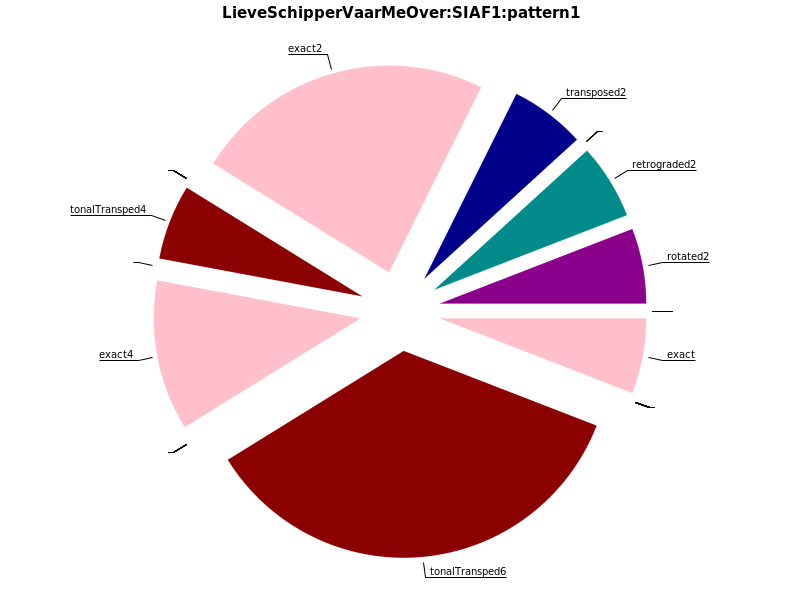 LieveSchipperVaarMeOver:SIAF1:pattern1
exact2
transposed2
retrograded2
tonalTransped4
rotated2
exact4
exact
tonalTransped6